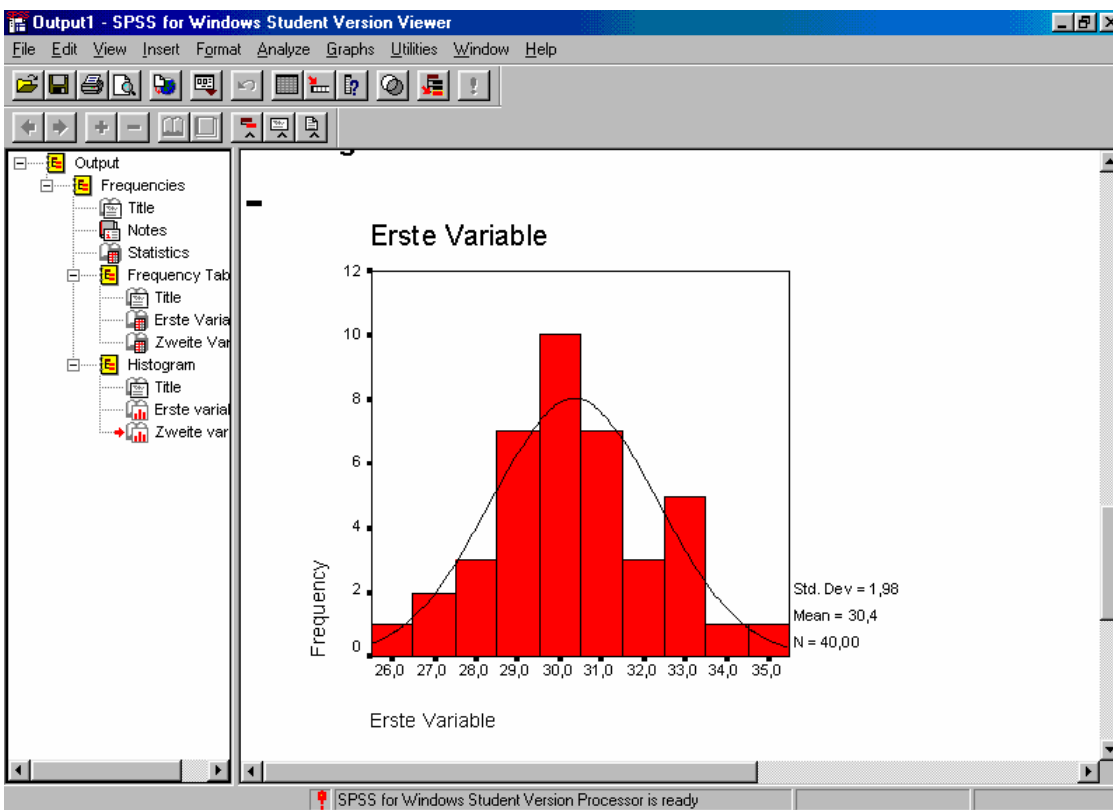 Output1 - SPSS for Windows Student Version Viewer
File Edit View Insert Format Analyze Graphs Utilities Window Help
Output
Frequencies
Title
Notes
Statistics
Frequency Tab
Title
Erste Varia
Zweite Var
Histogram
Title
Erste varial
Zweite var
Erste Variable
12
10
8
6
4
2
0
Frequency
26,0 27,0 28,0 29,0 30,0 31,0 32,0 33,0 34,0 35,0
Erste Variable
Std. Dev = 1,98
Mean = 30,4
N = 40,00
SPSS for Windows Student Version Processor is ready